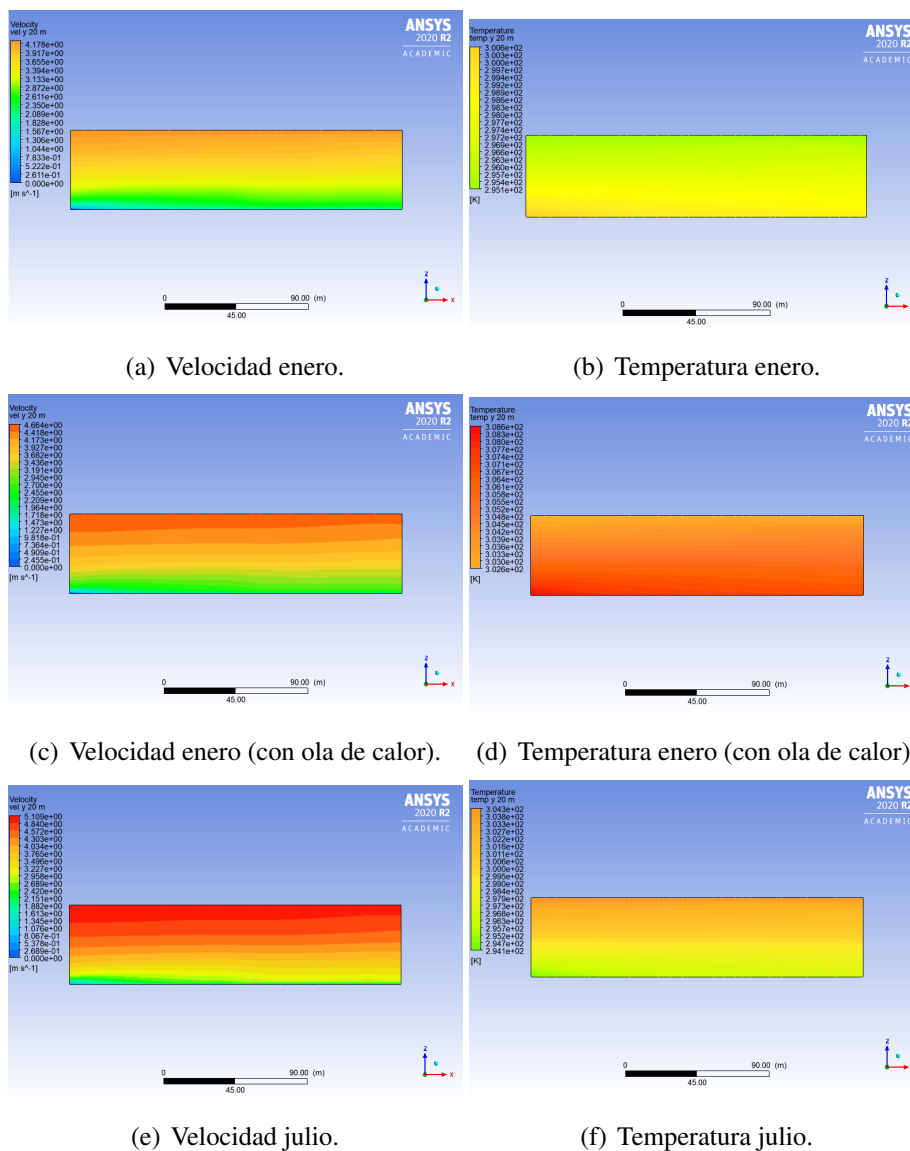 Velocity
vel y 20 m
4.178e+00
3.917e+00
3.655e+00
3.394e+00
3.133e+00
2.872e+00
2.611e+00
2.350e+00
2.089e+00
1.828e+00
1.567e+00
1.306e+00
1.044e+00
7.833e-01
5.222e-01
2.611e-01
0.000e+00
[m s^-1]
ANSYS
2020 R2
ACADEMIC
0 90.00 (m)
45.00
z
x
Temperature
temp y 20 m
3.006e+02
3.003e+02
3.000e+02
2.997e+02
2.994e+02
2.992e+02
2.989e+02
2.986e+02
2.983e+02
2.980e+02
2.977e+02
2.974e+02
2.972e+02
2.969e+02
2.966e+02
2.963e+02
2.960e+02
2.957e+02
2.954e+02
2.951e+02
[K]
ANSYS
2020 R2
ACADEMIC
0 90.00 (m)
45.00
z
x
(a) Velocidad enero.
(b) Temperatura enero.
Velocity
vel y 20 m
4.664e+00
4.418e+00
4.173e+00
3.927e+00
3.682e+00
3.436e+00
3.191e+00
2.945e+00
2.700e+00
2.455e+00
2.209e+00
1.964e+00
1.718e+00
1.473e+00
1.227e+00
9.818e-01
7.364e-01
4.909e-01
2.455e-01
0.000e+00
[m s^-1]
ANSYS
2020 R2
ACADEMIC
0 90.00 (m)
45.00
z
x
Temperature
temp y 20 m
3.086e+02
3.083e+02
3.080e+02
3.077e+02
3.074e+02
3.071e+02
3.067e+02
3.064e+02
3.061e+02
3.058e+02
3.055e+02
3.052e+02
3.048e+02
3.045e+02
3.042e+02
3.039e+02
3.036e+02
3.033e+02
3.030e+02
3.026e+02
[K]
ANSYS
2020 R2
ACADEMIC
0 90.00 (m)
45.00
z
x
(c) Velocidad enero (con ola de calor).
(d) Temperatura enero (con ola de calor)
Velocity
vel y 20 m
5.109e+00
4.840e+00
4.572e+00
4.303e+00
4.034e+00
3.765e+00
3.496e+00
3.227e+00
2.958e+00
2.689e+00
2.420e+00
2.151e+00
1.882e+00
1.613e+00
1.345e+00
1.076e+00
8.067e-01
5.378e-01
2.689e-01
0.000e+00
[m s^-1]
ANSYS
2020 R2
ACADEMIC
0 90.00 (m)
45.00
z
x
Temperature
temp y 20 m
3.043e+02
3.038e+02
3.033e+02
3.027e+02
3.022e+02
3.016e+02
3.011e+02
3.006e+02
3.000e+02
2.995e+02
2.990e+02
2.984e+02
2.979e+02
2.973e+02
2.968e+02
2.963e+02
2.957e+02
2.952e+02
2.947e+02
2.941e+02
[K]
ANSYS
2020 R2
ACADEMIC
0 90.00 (m)
45.00
z
x
(e) Velocidad julio.
(f) Temperatura julio.